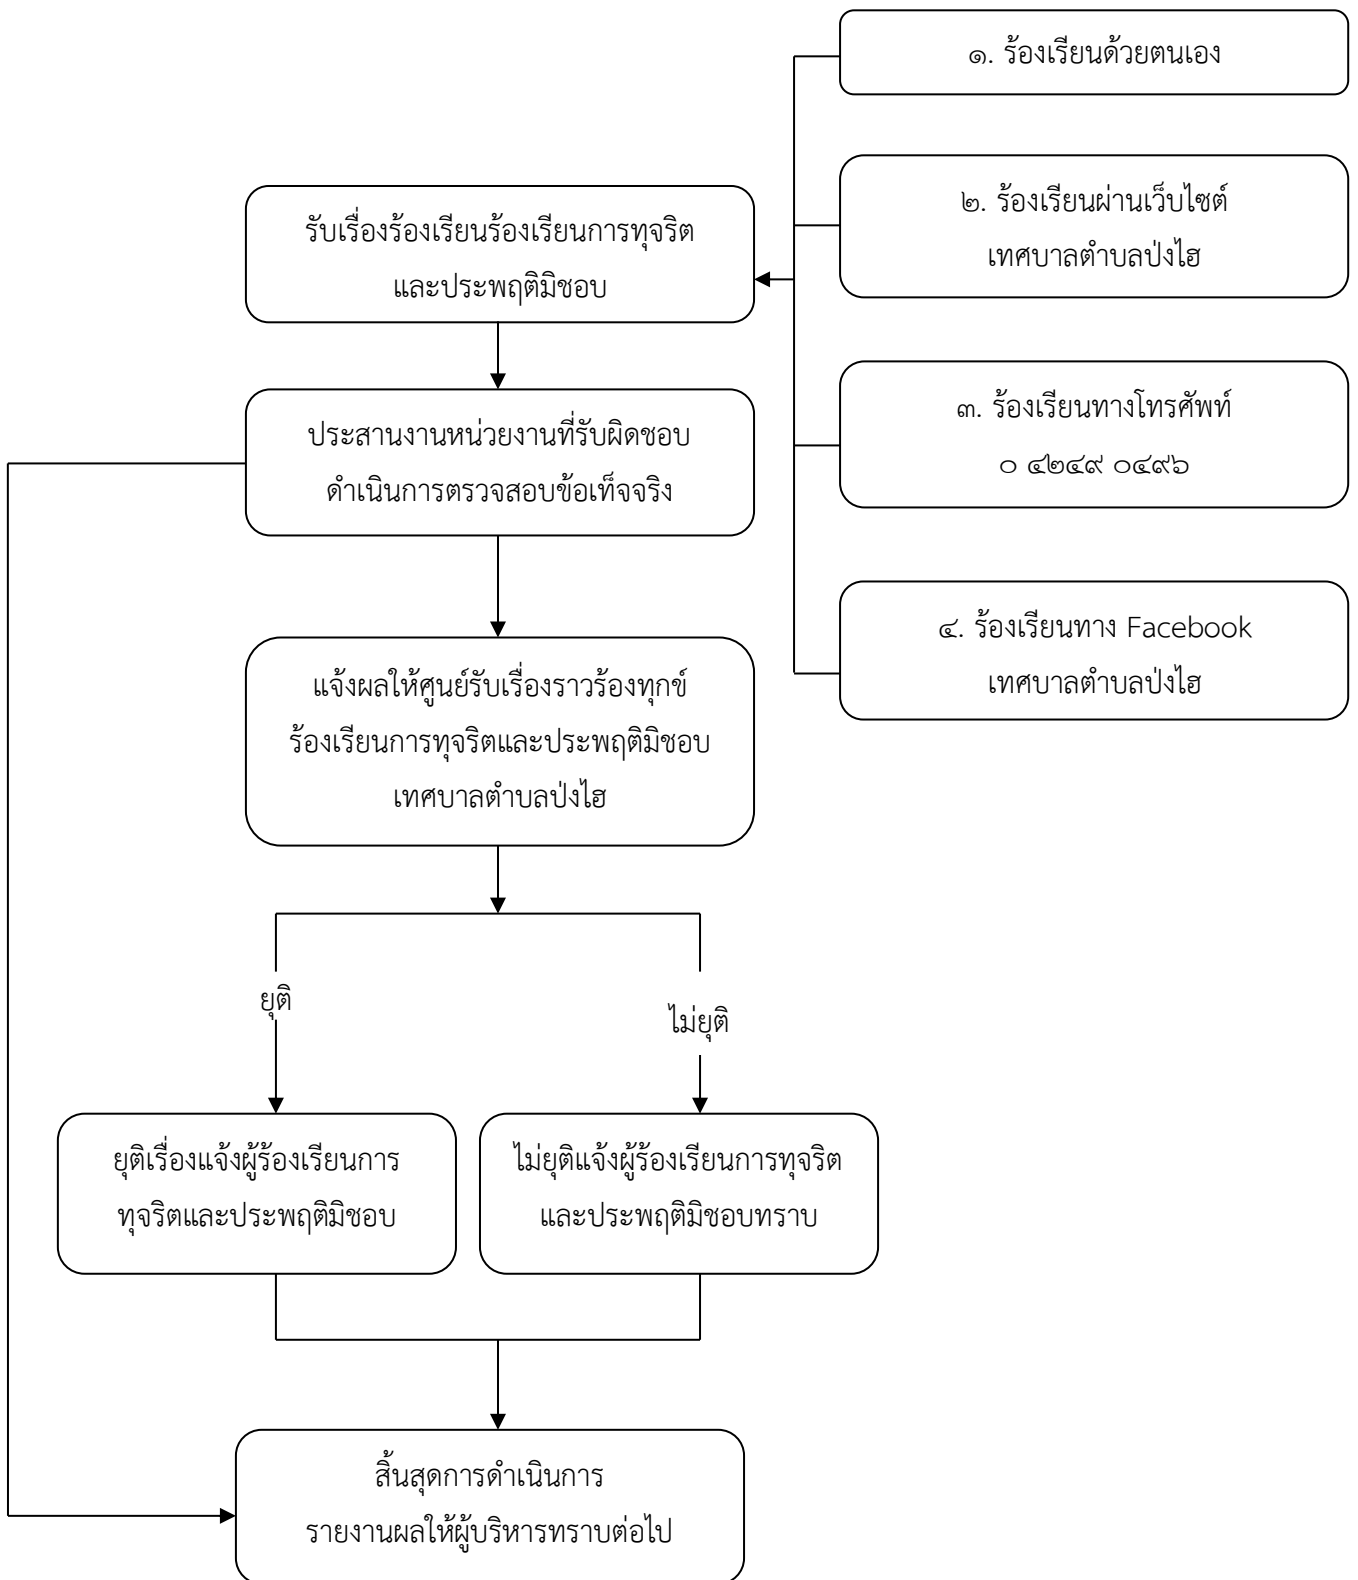 ๑. ร้องเรียนด้วยตนเอง
๒. ร้องเรียนผ่านเว็บไซต์
เทศบาลตำบลป่งไฮ
รับเรื่องร้องเรียนร้องเรียนการทุจริต
และประพฤติมิชอบ
๓. ร้องเรียนทางโทรศัพท์
๐ ๔๒๔๙ ๐๔๙๖
ประสานงานหน่วยงานที่รับผิดชอบ
ดำเนินการตรวจสอบข้อเท็จจริง
๔. ร้องเรียนทาง Facebook
เทศบาลตำบลป่งไฮ
แจ้งผลให้ศูนย์รับเรื่องราวร้องทุกข์
ร้องเรียนการทุจริตและประพฤติมิชอบ
เทศบาลตำบลป่งไฮ
ยุติ
ไม่ยุติ
ยุติเรื่องแจ้งผู้ร้องเรียนการ
ทุจริตและประพฤติมิชอบ
ไม่ยุติแจ้งผู้ร้องเรียนการทุจริต
และประพฤติมิชอบทราบ
สิ้นสุดการดำเนินการ
รายงานผลให้ผู้บริหารทราบต่อไป